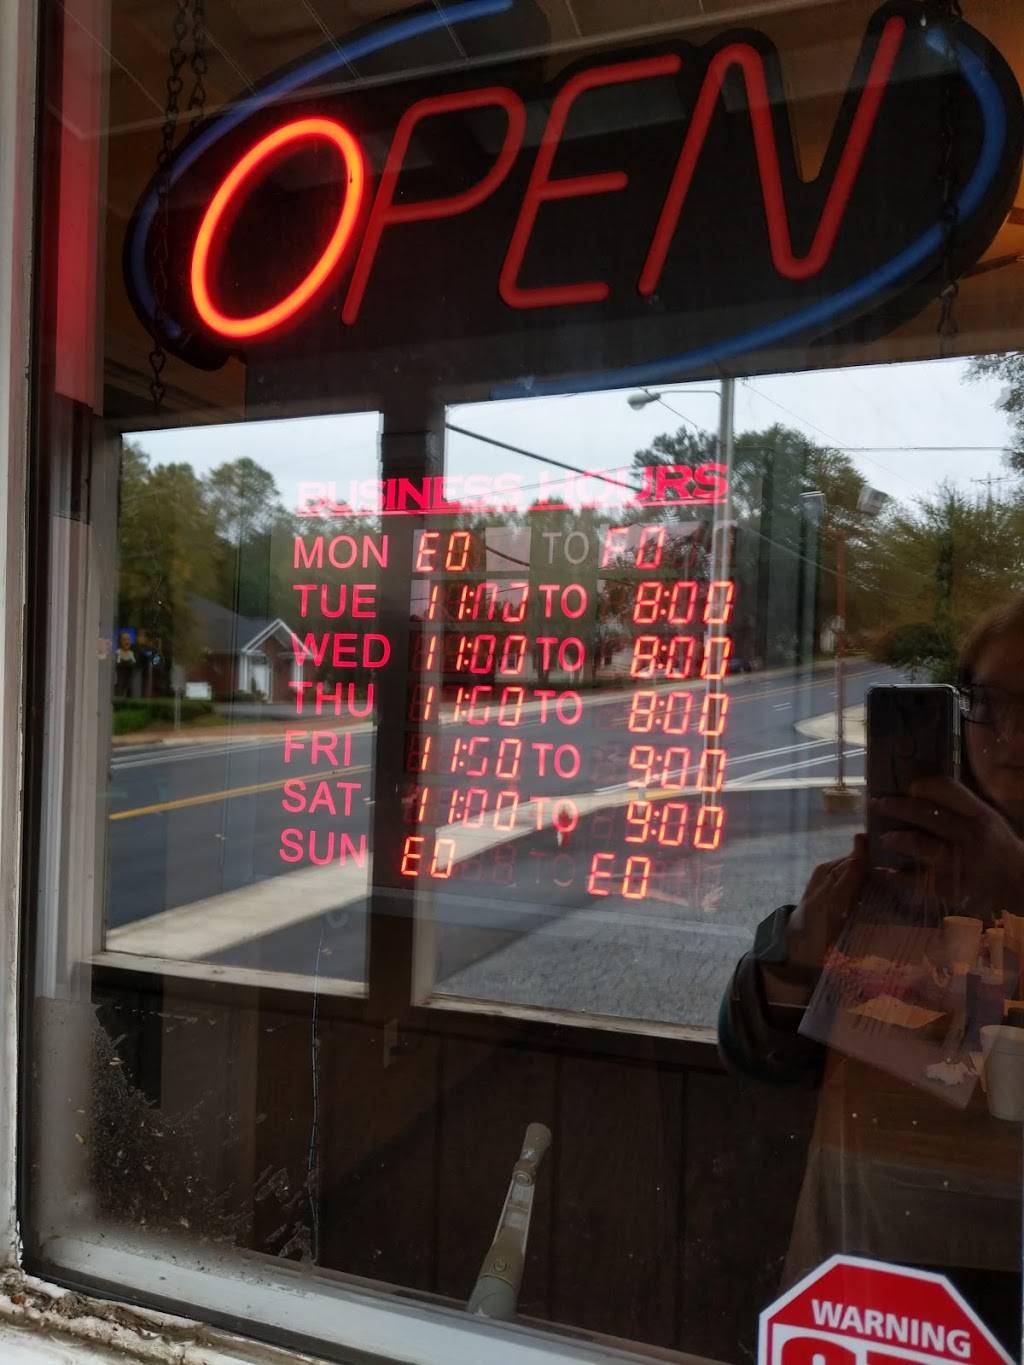 OPEN
BUSINESS HOURS
MON E0 TO F0
TUE 11:00 TO 8:00
WED 11:00 TO 8:00
THU 11:00 TO 8:00
FRI 11:00 TO 9:00
SAT 11:00 TO 9:00
SUN E0 TO E0
WARNING